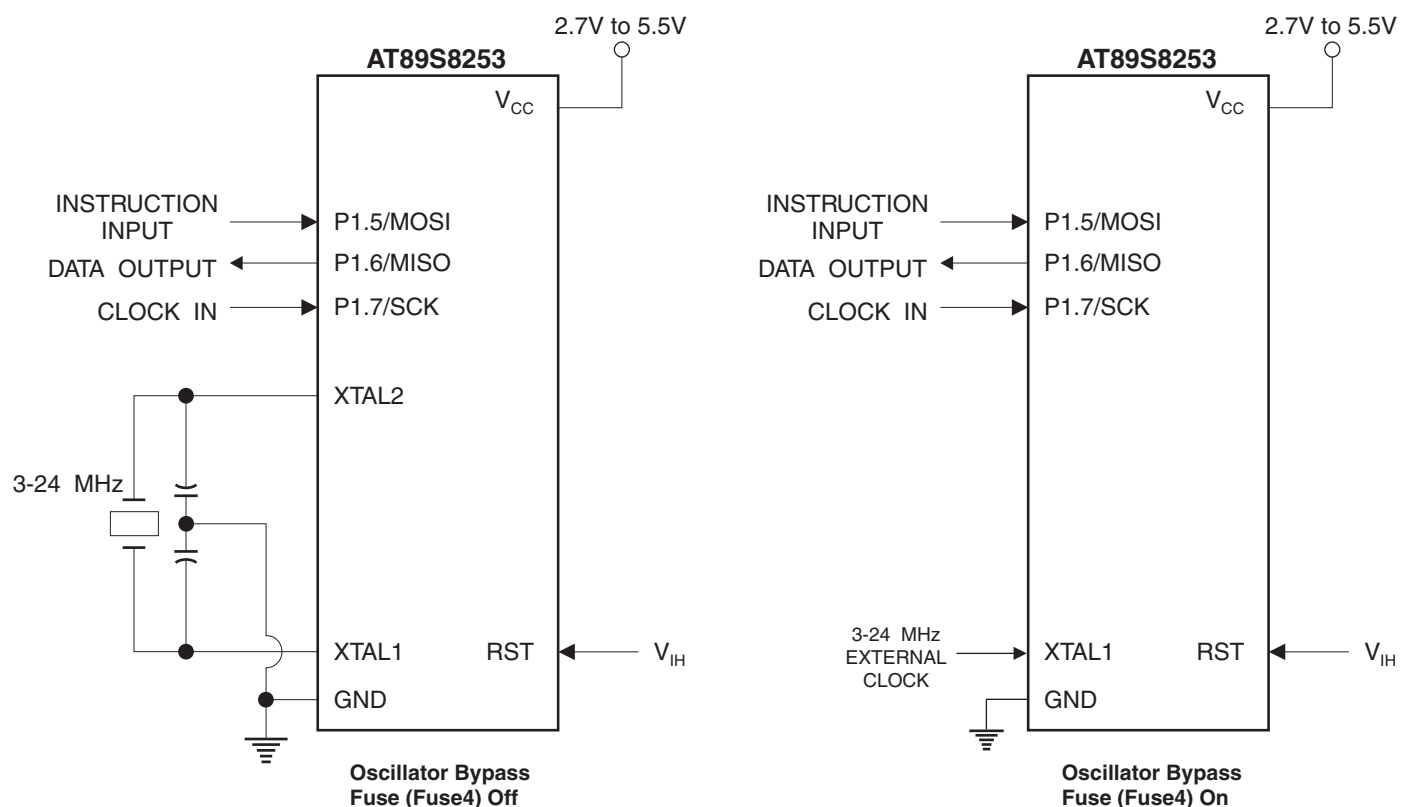 2.7V to 5.5V
AT89S8253
VCC
INSTRUCTION
INPUT
P1.5/MOSI
DATA OUTPUT
P1.6/MISO
CLOCK IN
P1.7/SCK
XTAL2
3-24 MHz
XTAL1
RST
VIH
GND
Oscillator Bypass
Fuse (Fuse4) Off
2.7V to 5.5V
AT89S8253
VCC
INSTRUCTION
INPUT
P1.5/MOSI
DATA OUTPUT
P1.6/MISO
CLOCK IN
P1.7/SCK
3-24 MHz
EXTERNAL
CLOCK
XTAL1
RST
VIH
GND
Oscillator Bypass
Fuse (Fuse4) On